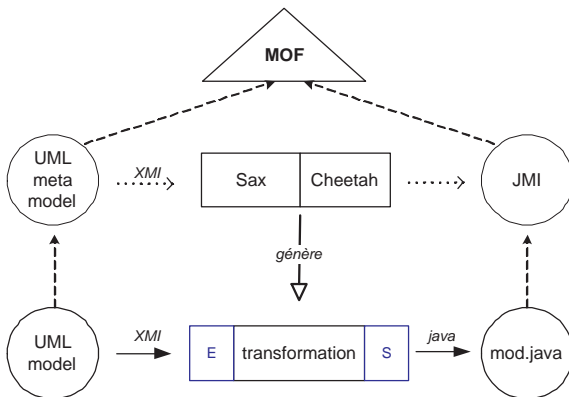 MOF
UML
meta
model
XMI
Sax
Cheetah
JMI
génère
UML
model
XMI
E
transformation
S
java
mod.java